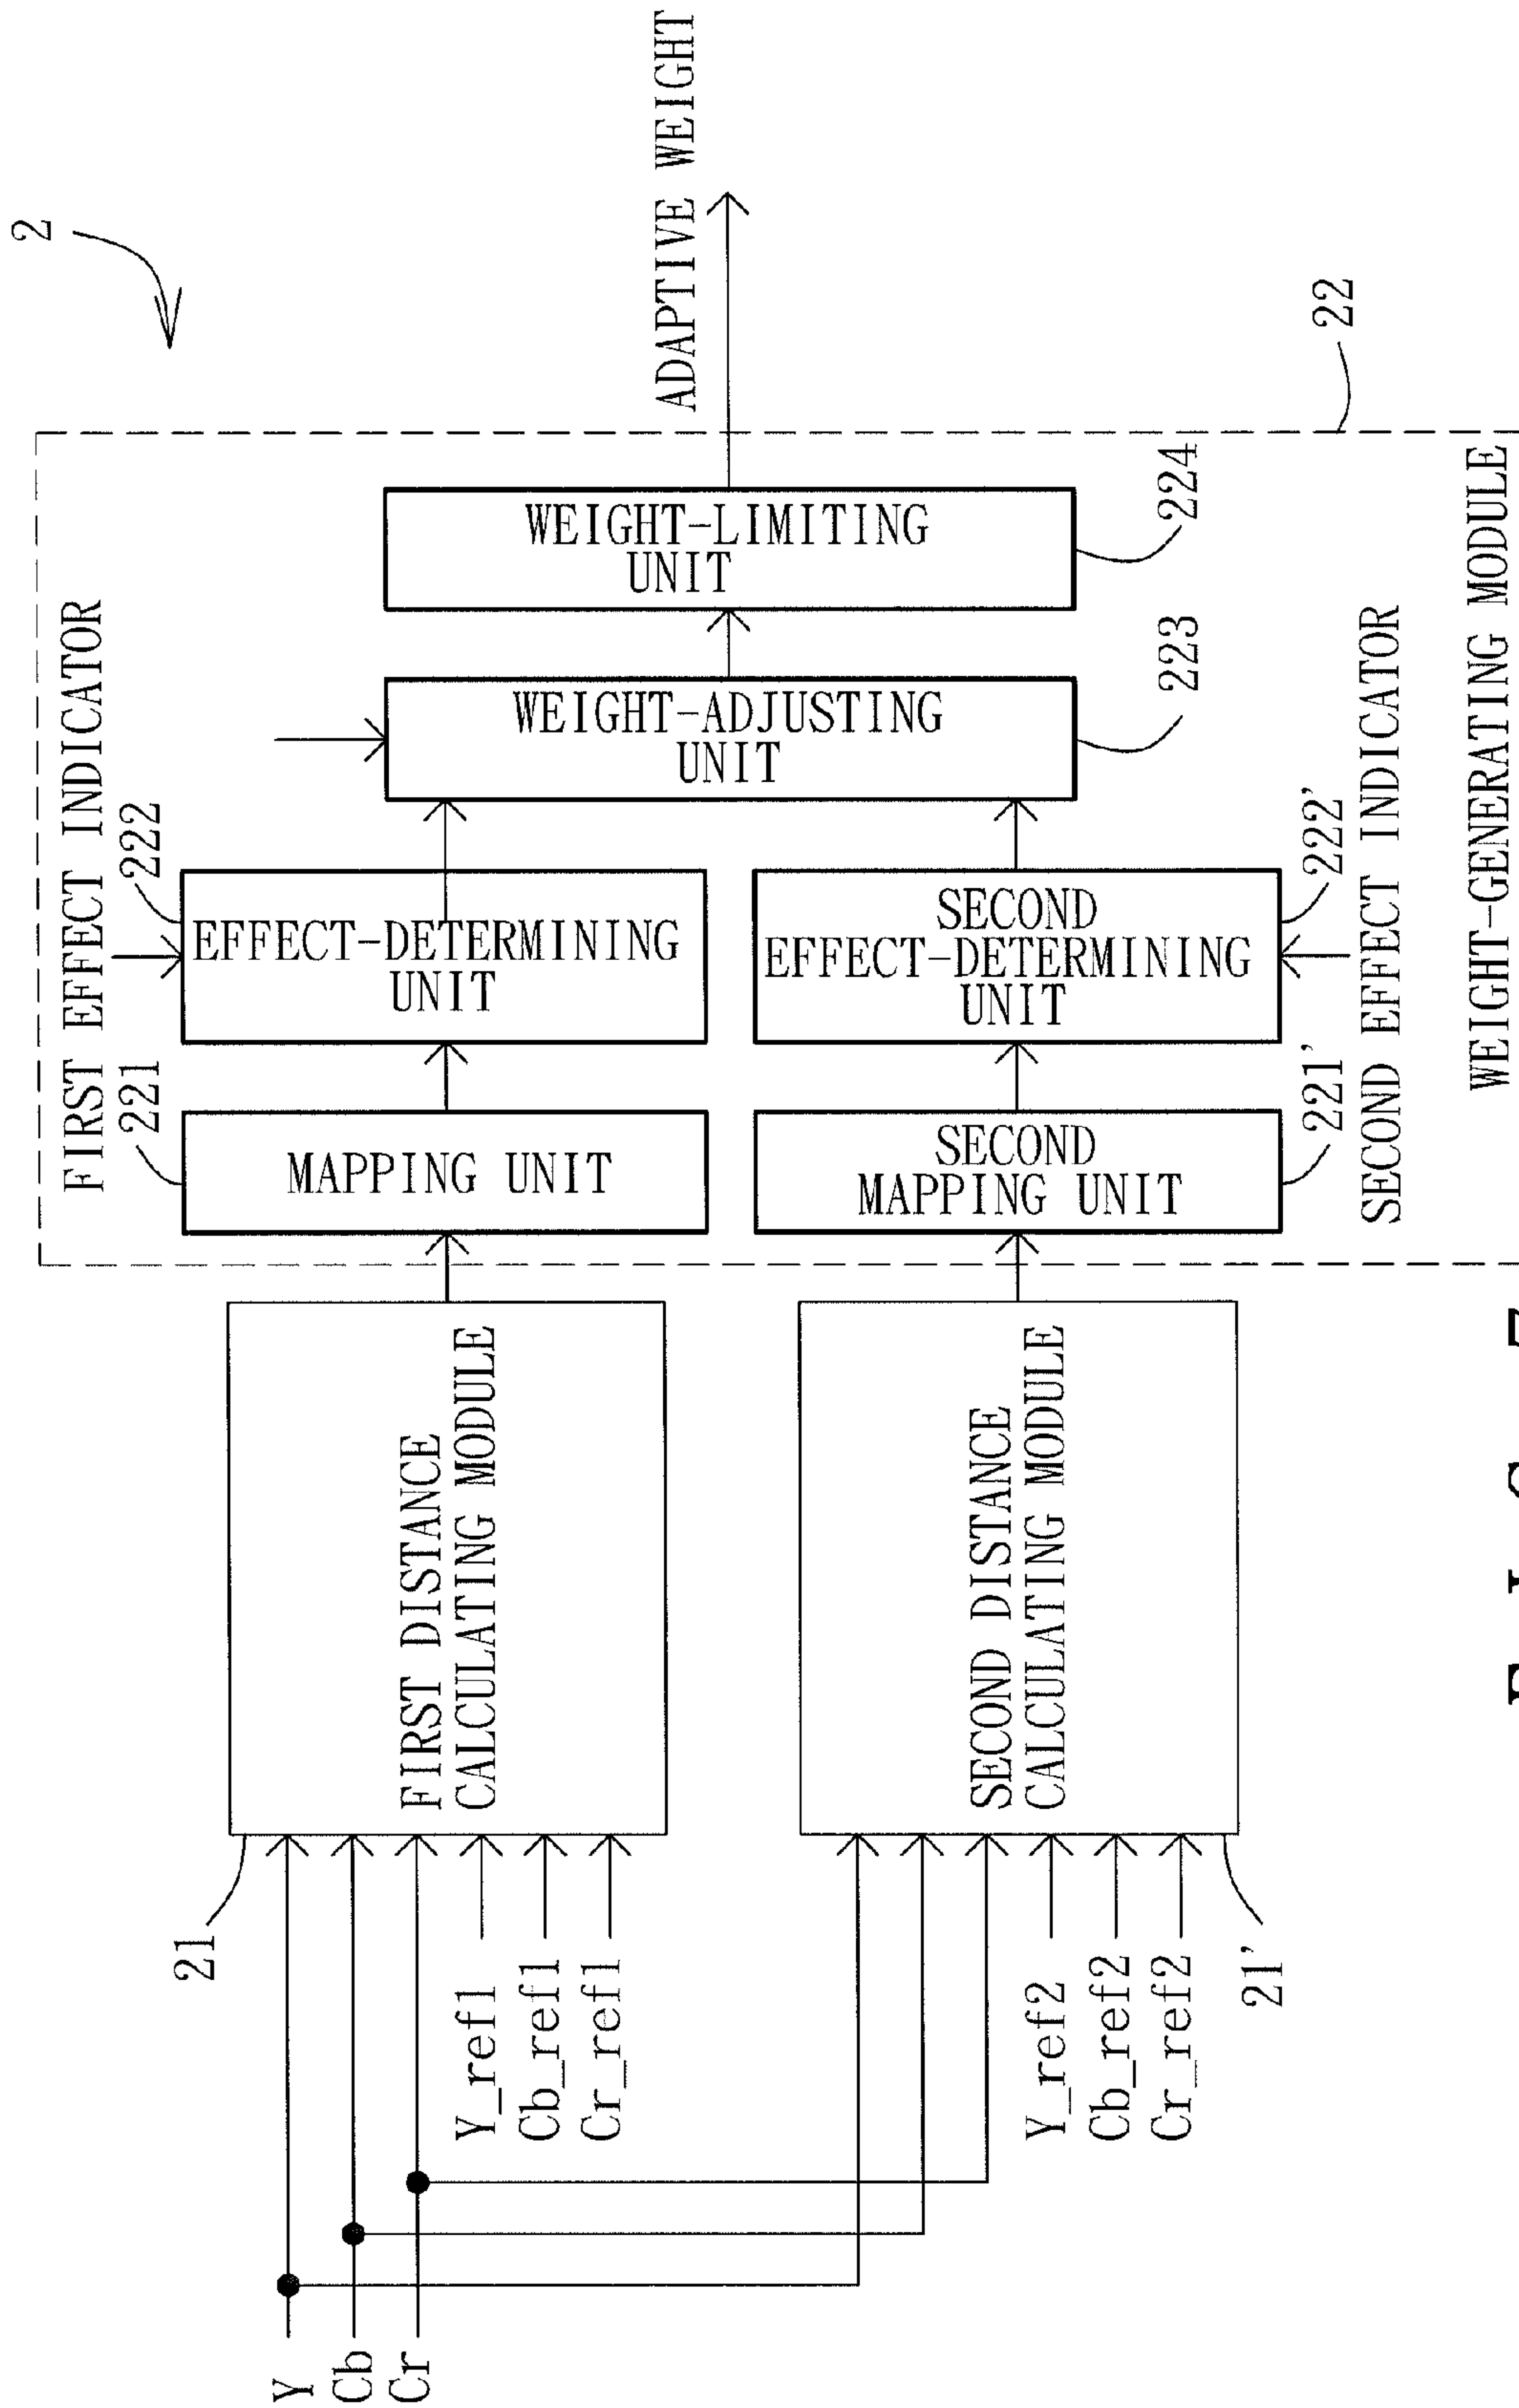 2
FIRST EFFECT INDICATOR
221
222
21
Y
Cb
Cr
Y_ref1
Cb_ref1
Cr_ref1
FIRST DISTANCE
CALCULATING MODULE
MAPPING UNIT
EFFECT-DETERMINING
UNIT
WEIGHT-ADJUSTING
UNIT
WEIGHT-LIMITING
UNIT
ADAPTIVE WEIGHT
Y_ref2
Cb_ref2
Cr_ref2
SECOND DISTANCE
CALCULATING MODULE
SECOND
MAPPING UNIT
SECOND
EFFECT-DETERMINING
UNIT
223
224
21'
221'
222'
22
SECOND EFFECT INDICATOR
WEIGHT-GENERATING MODULE